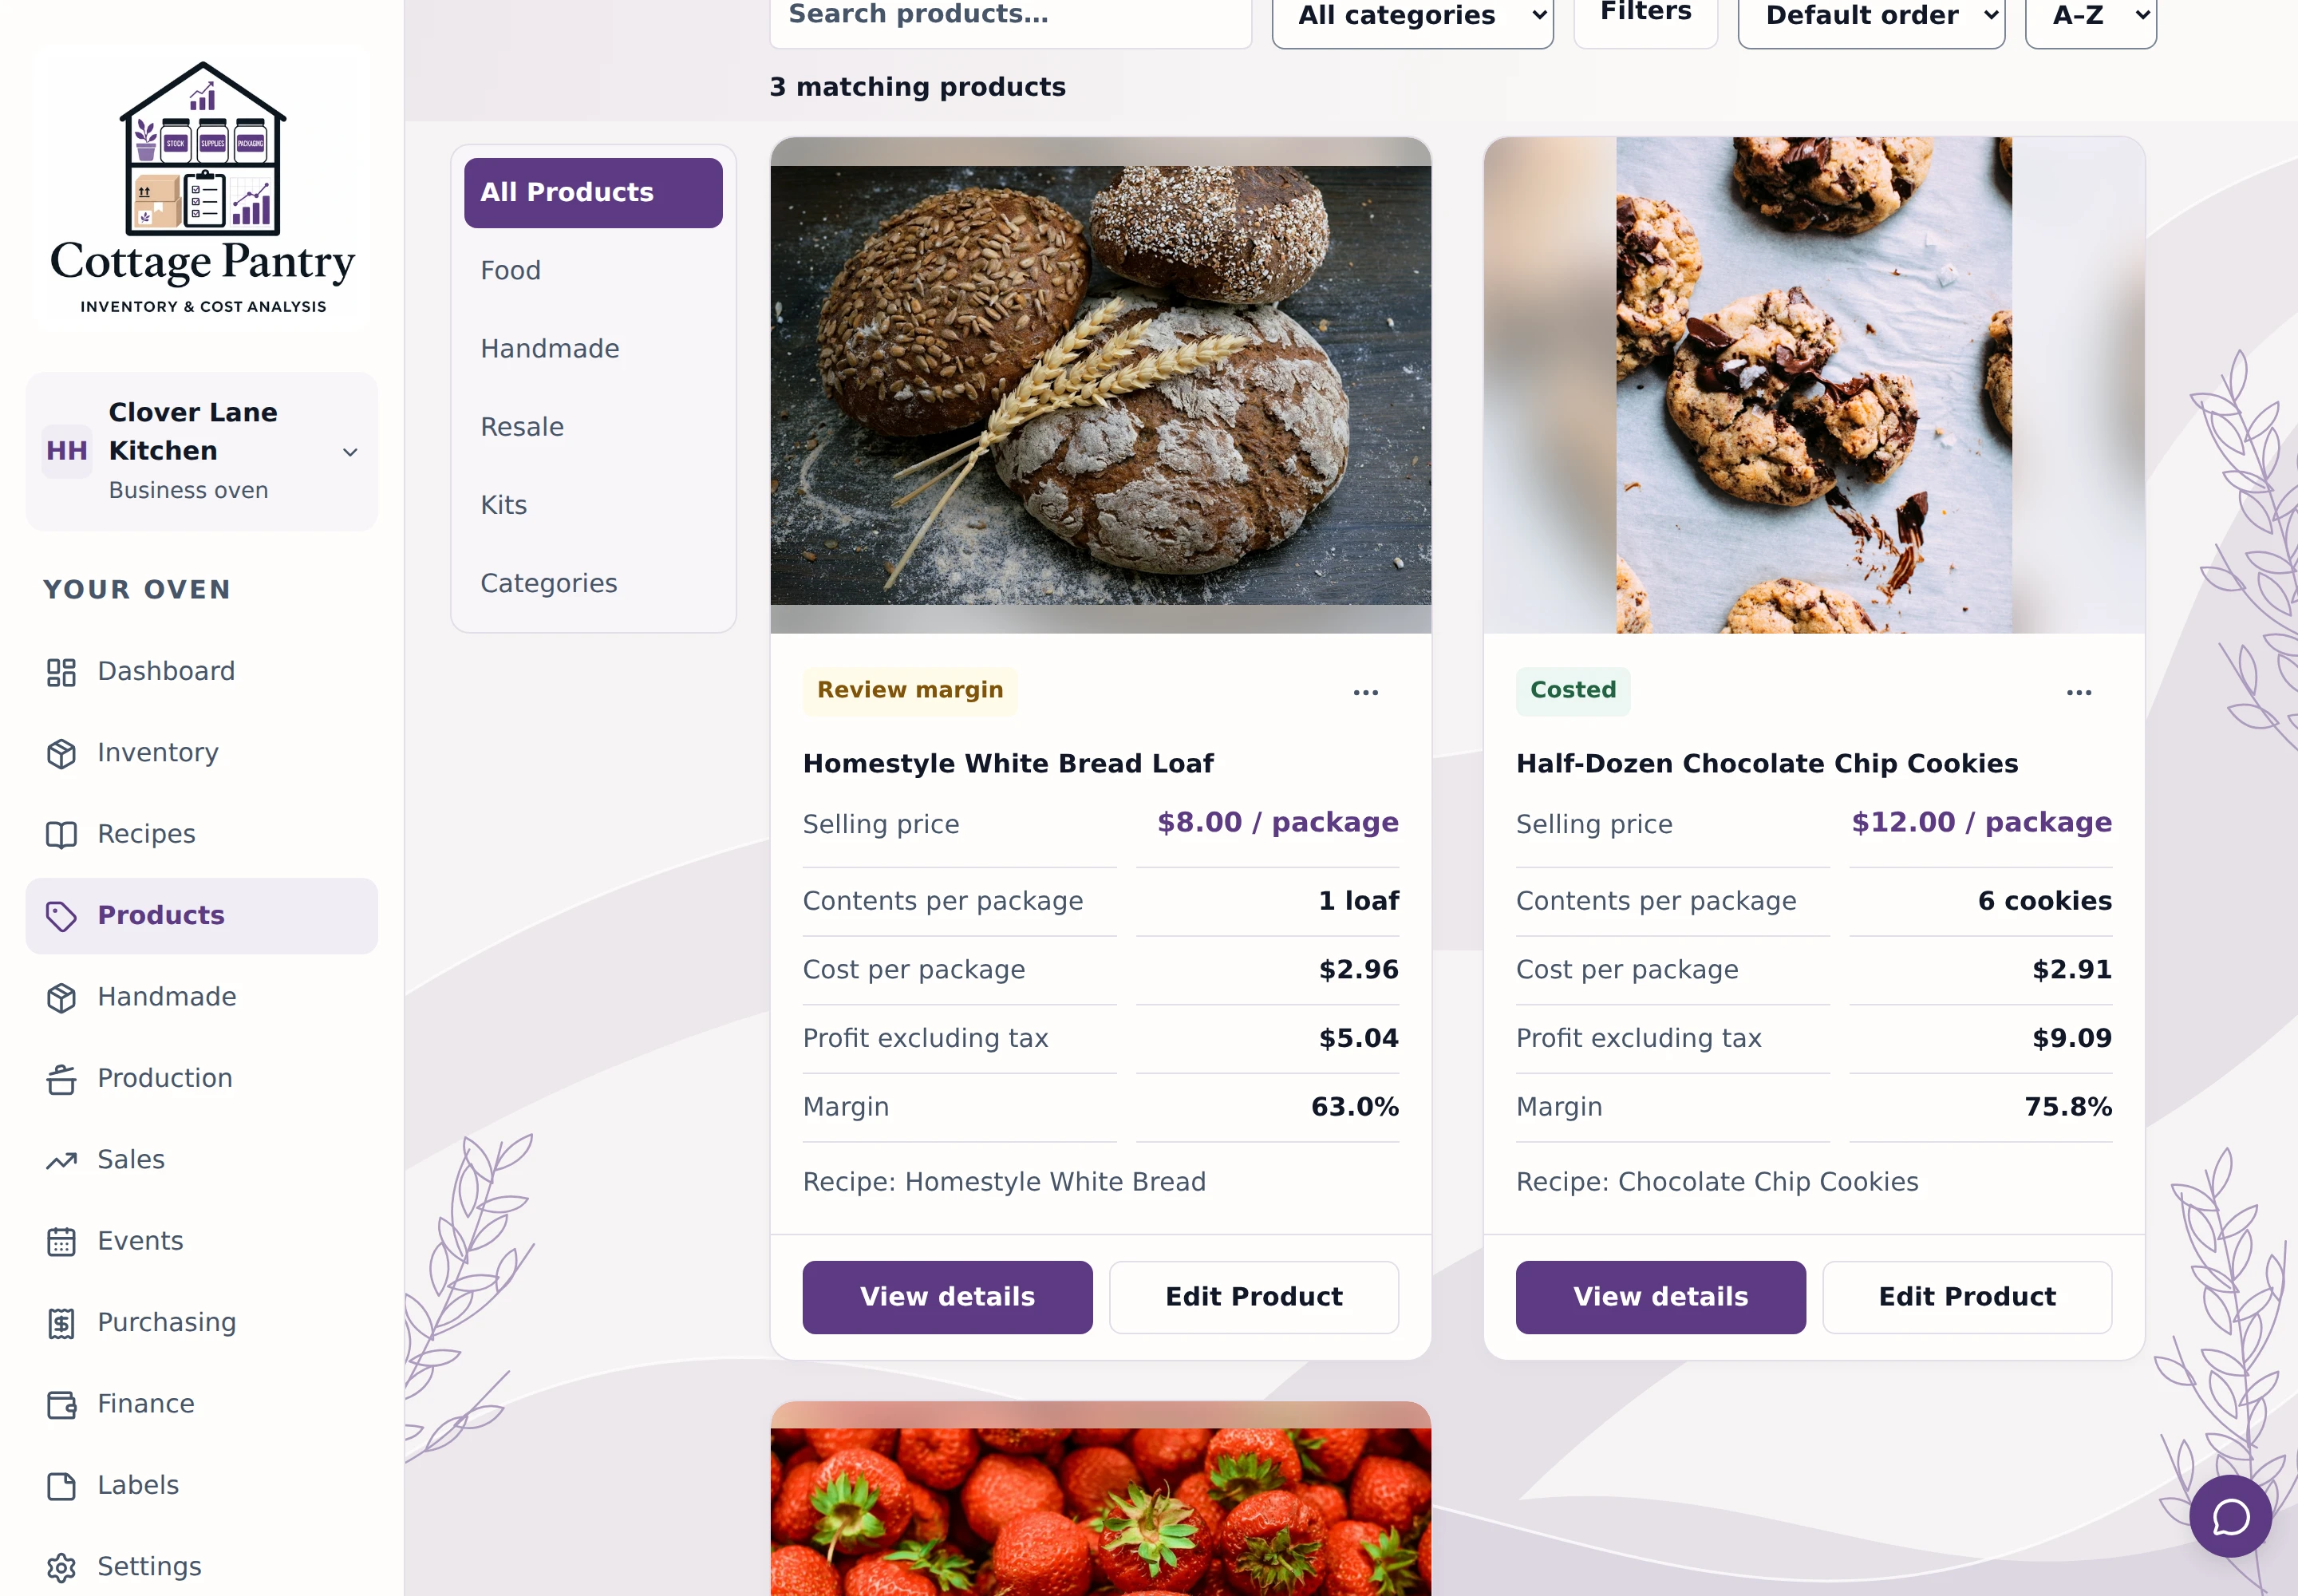 Search products...
All categories
Filters
Default order
A–Z
3 matching products
STOCK
SUPPLIES
PACKAGING
Cottage Pantry
INVENTORY & COST ANALYSIS
HH
Clover Lane
Kitchen
Business oven
YOUR OVEN
Dashboard
Inventory
Recipes
Products
Handmade
Production
Sales
Events
Purchasing
Finance
Labels
Settings
All Products
Food
Handmade
Resale
Kits
Categories
Review margin
Homestyle White Bread Loaf
Selling price $8.00 / package
Contents per package 1 loaf
Cost per package $2.96
Profit excluding tax $5.04
Margin 63.0%
Recipe: Homestyle White Bread
View details
Edit Product
Costed
Half-Dozen Chocolate Chip Cookies
Selling price $12.00 / package
Contents per package 6 cookies
Cost per package $2.91
Profit excluding tax $9.09
Margin 75.8%
Recipe: Chocolate Chip Cookies
View details
Edit Product